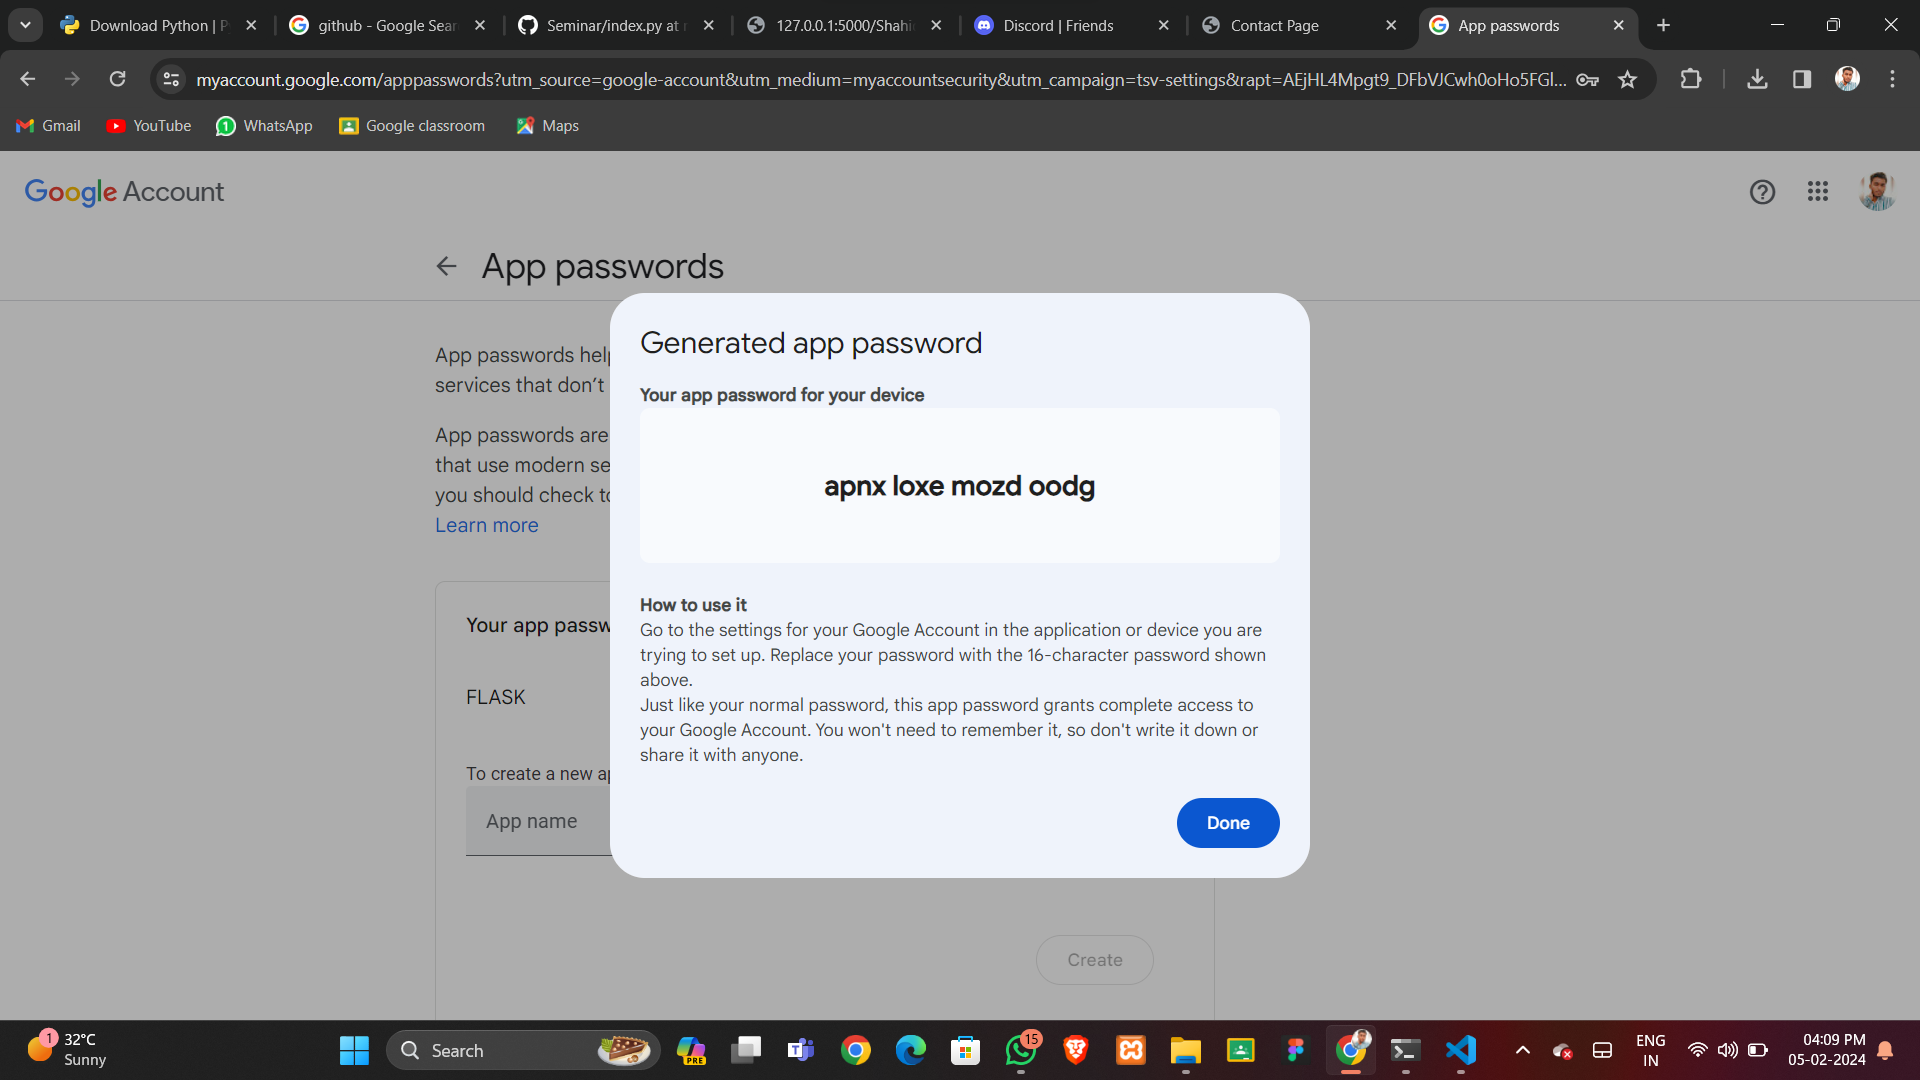 Download Python | P
github - Google Sear
Seminar/index.py at
127.0.0.1:5000/Shahi
Discord | Friends
Contact Page
App passwords
myaccount.google.com/apppasswords?utm_source=google-account&utm_medium=myaccountsecurity&utm_campaign=tsv-settings&rapt=AEjHL4Mpgt9_DFbVJCwh0oHo5FGl...
Gmail
YouTube
WhatsApp
Google classroom
Maps
Google Account
App passwords
App passwords help
services that don't
App passwords are
that use modern se
you should check to
Learn more
Your app passw
FLASK
To create a new ap
App name
Create
Generated app password
Your app password for your device
apnx loxe mozd oodg
How to use it
Go to the settings for your Google Account in the application or device you are
trying to set up. Replace your password with the 16-character password shown
above.
Just like your normal password, this app password grants complete access to
your Google Account. You won't need to remember it, so don't write it down or
share it with anyone.
Done
1
32°C
Sunny
Search
PRE
15
ENG
IN
04:09 PM
05-02-2024